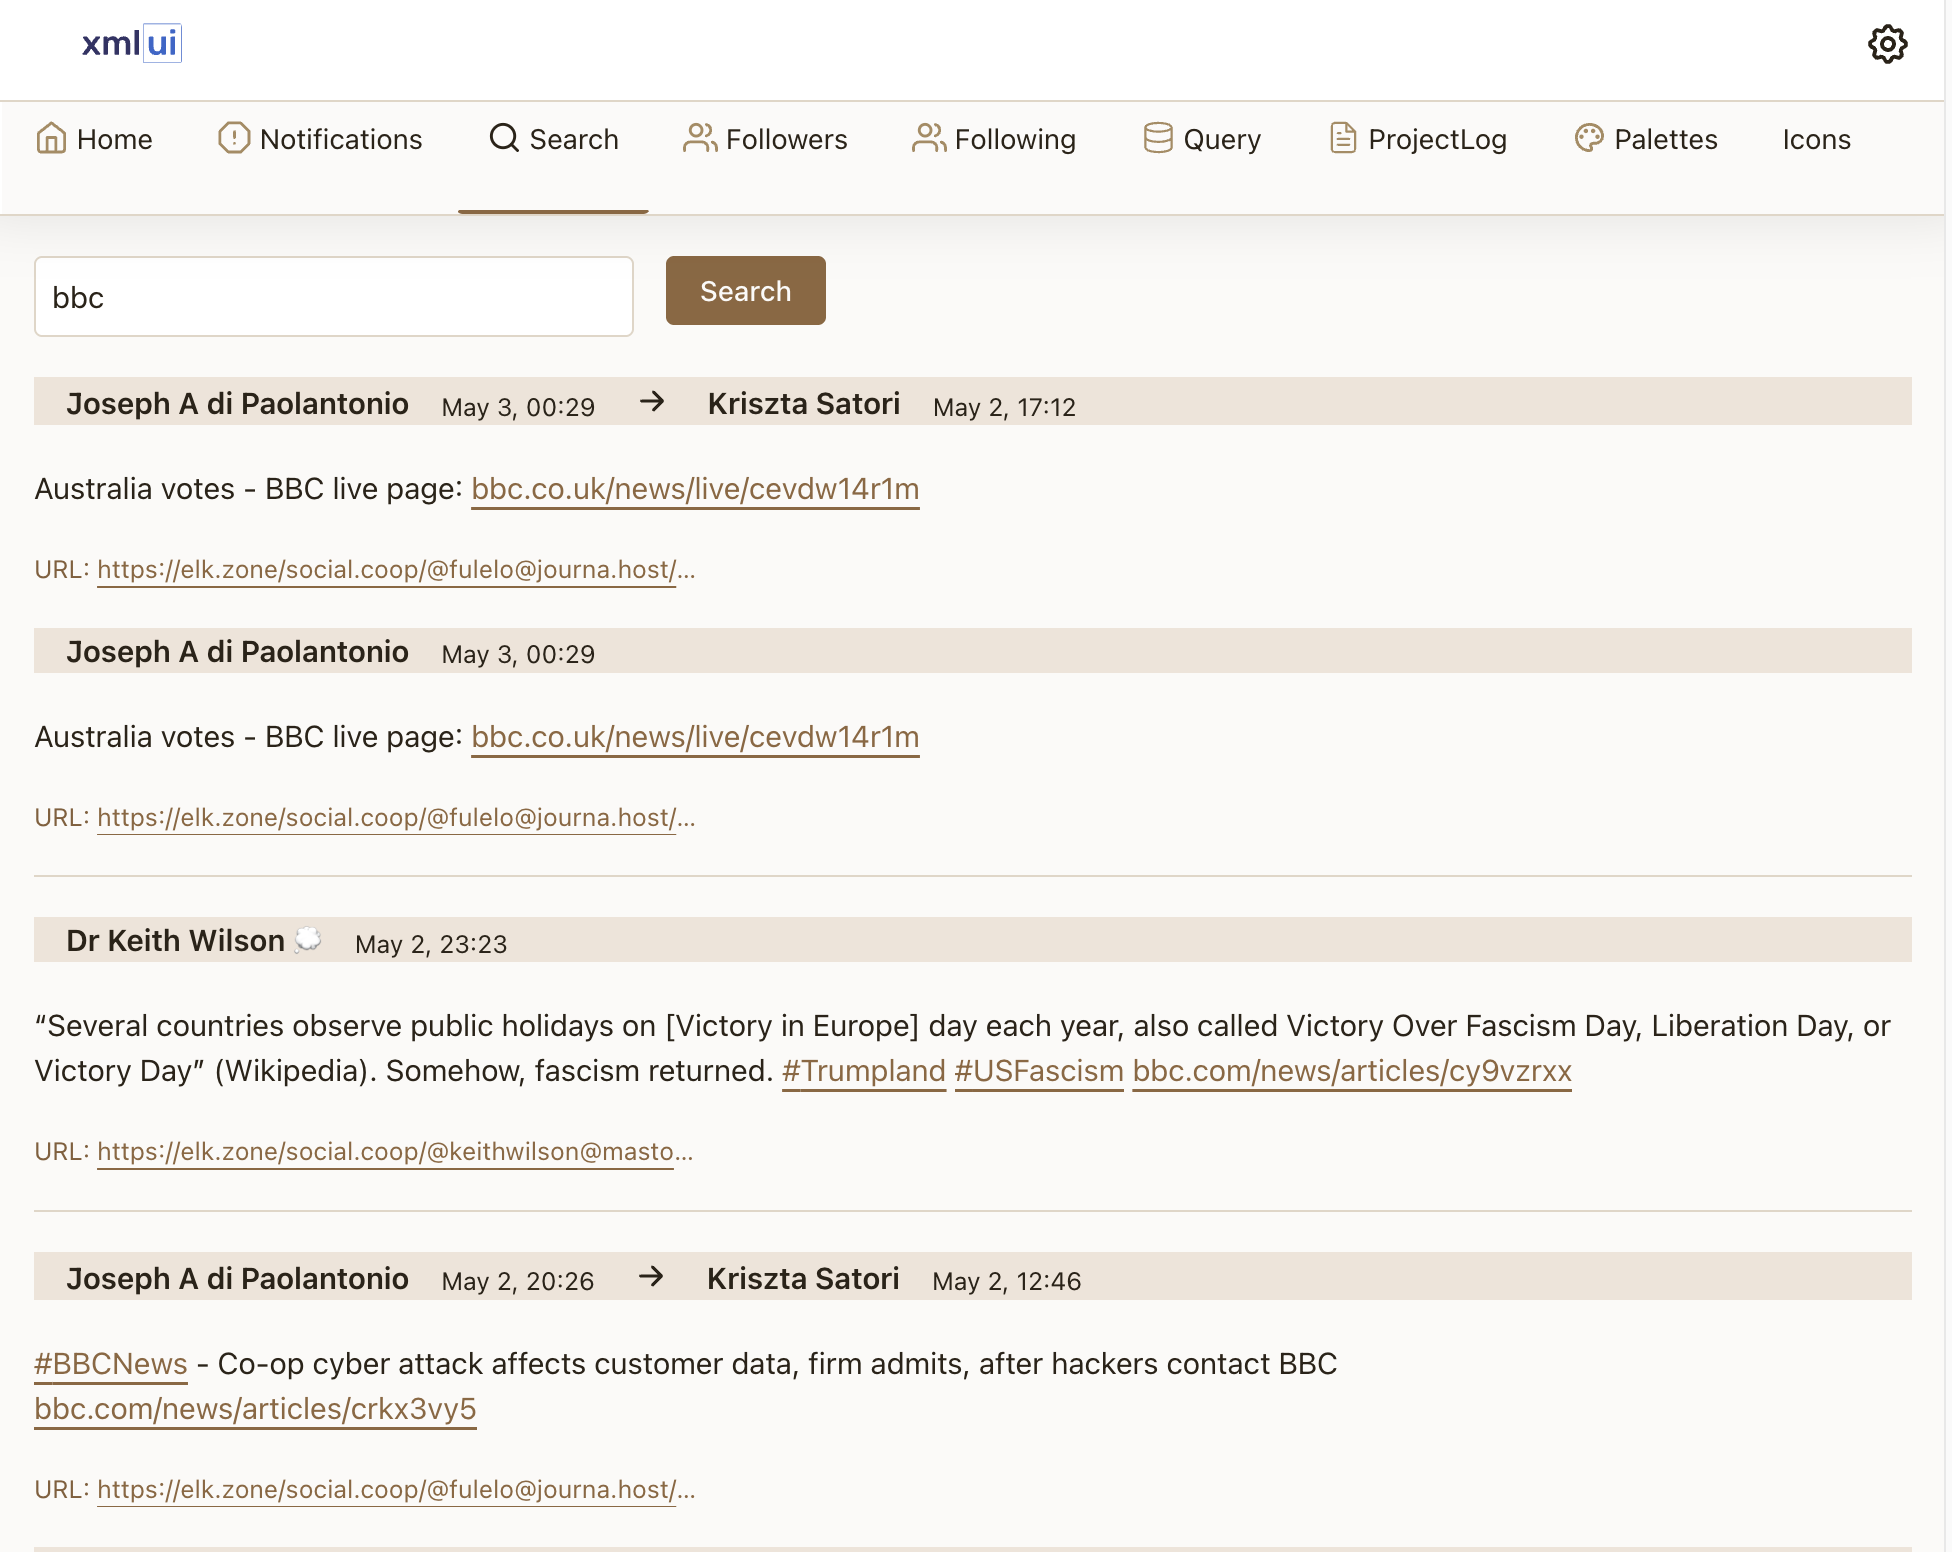 xmlui
Home Notifications Search Followers Following Query ProjectLog Palettes Icons
bbc
Search
Joseph A di Paolantonio May 3, 00:29 → Kriszta Satori May 2, 17:12
Australia votes - BBC live page: bbc.co.uk/news/live/cevdw14r1m
URL: https://elk.zone/social.coop/@fulelo@journa.host/...
Joseph A di Paolantonio May 3, 00:29
Australia votes - BBC live page: bbc.co.uk/news/live/cevdw14r1m
URL: https://elk.zone/social.coop/@fulelo@journa.host/...
Dr Keith Wilson 💭 May 2, 23:23
“Several countries observe public holidays on [Victory in Europe] day each year, also called Victory Over Fascism Day, Liberation Day, or
Victory Day” (Wikipedia). Somehow, fascism returned. #Trumpland #USFascism bbc.com/news/articles/cy9vzrxx
URL: https://elk.zone/social.coop/@keithwilson@masto...
Joseph A di Paolantonio May 2, 20:26 → Kriszta Satori May 2, 12:46
#BBCNews - Co-op cyber attack affects customer data, firm admits, after hackers contact BBC
bbc.com/news/articles/crkx3vy5
URL: https://elk.zone/social.coop/@fulelo@journa.host/...